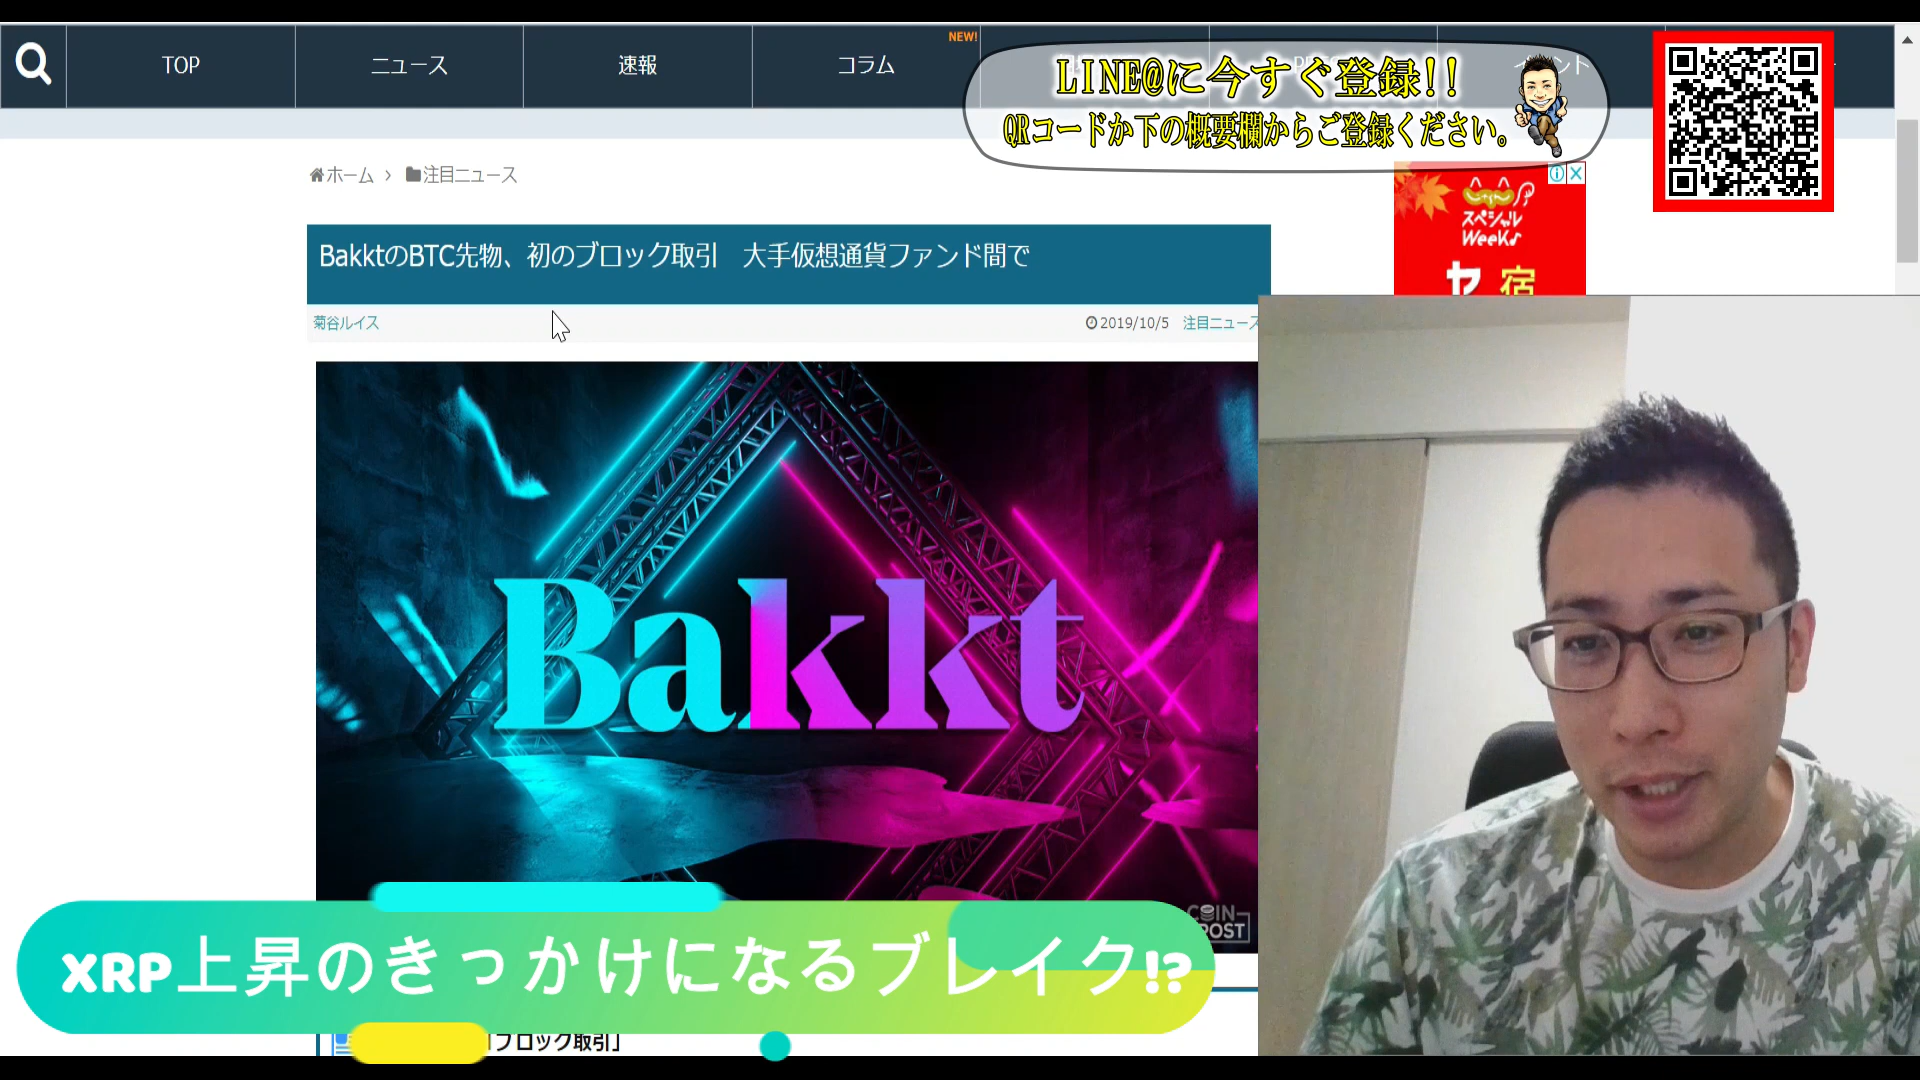 TOP
ニュース
速報
コラム
NEW!
LINE@に今すぐ登録!!
QRコードか下の概要欄からご登録ください。
ホーム > 注目ニュース
スペシャル
Week♪
宿
BakktのBTC先物、初のブロック取引 大手仮想通貨ファンド間で
菊谷ルイス
2019/10/5 注目ニュース
Bakkt
COIN
POST
XRP上昇のきっかけになるブレイク!?
「ブロック取引」